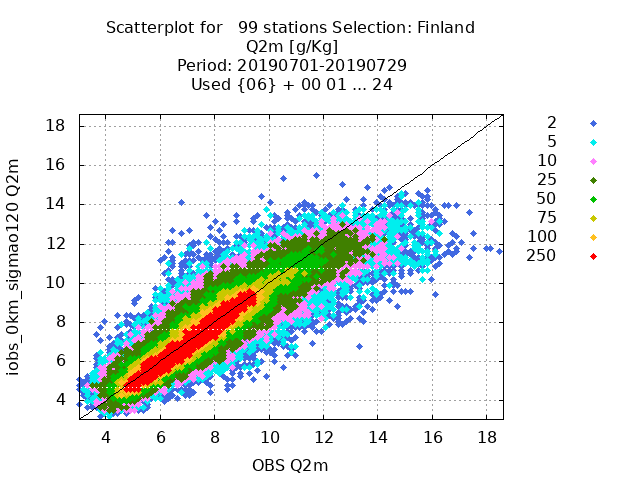 Scatterplot for   99 stations Selection: Finland
Q2m [g/Kg]
Period: 20190701-20190729
Used {06} + 00 01 ... 24
iobs_0km_sigmao120 Q2m
18
16
14
12
10
8
6
4
4 6 8 10 12 14 16 18
OBS Q2m
2
5
10
25
50
75
100
250